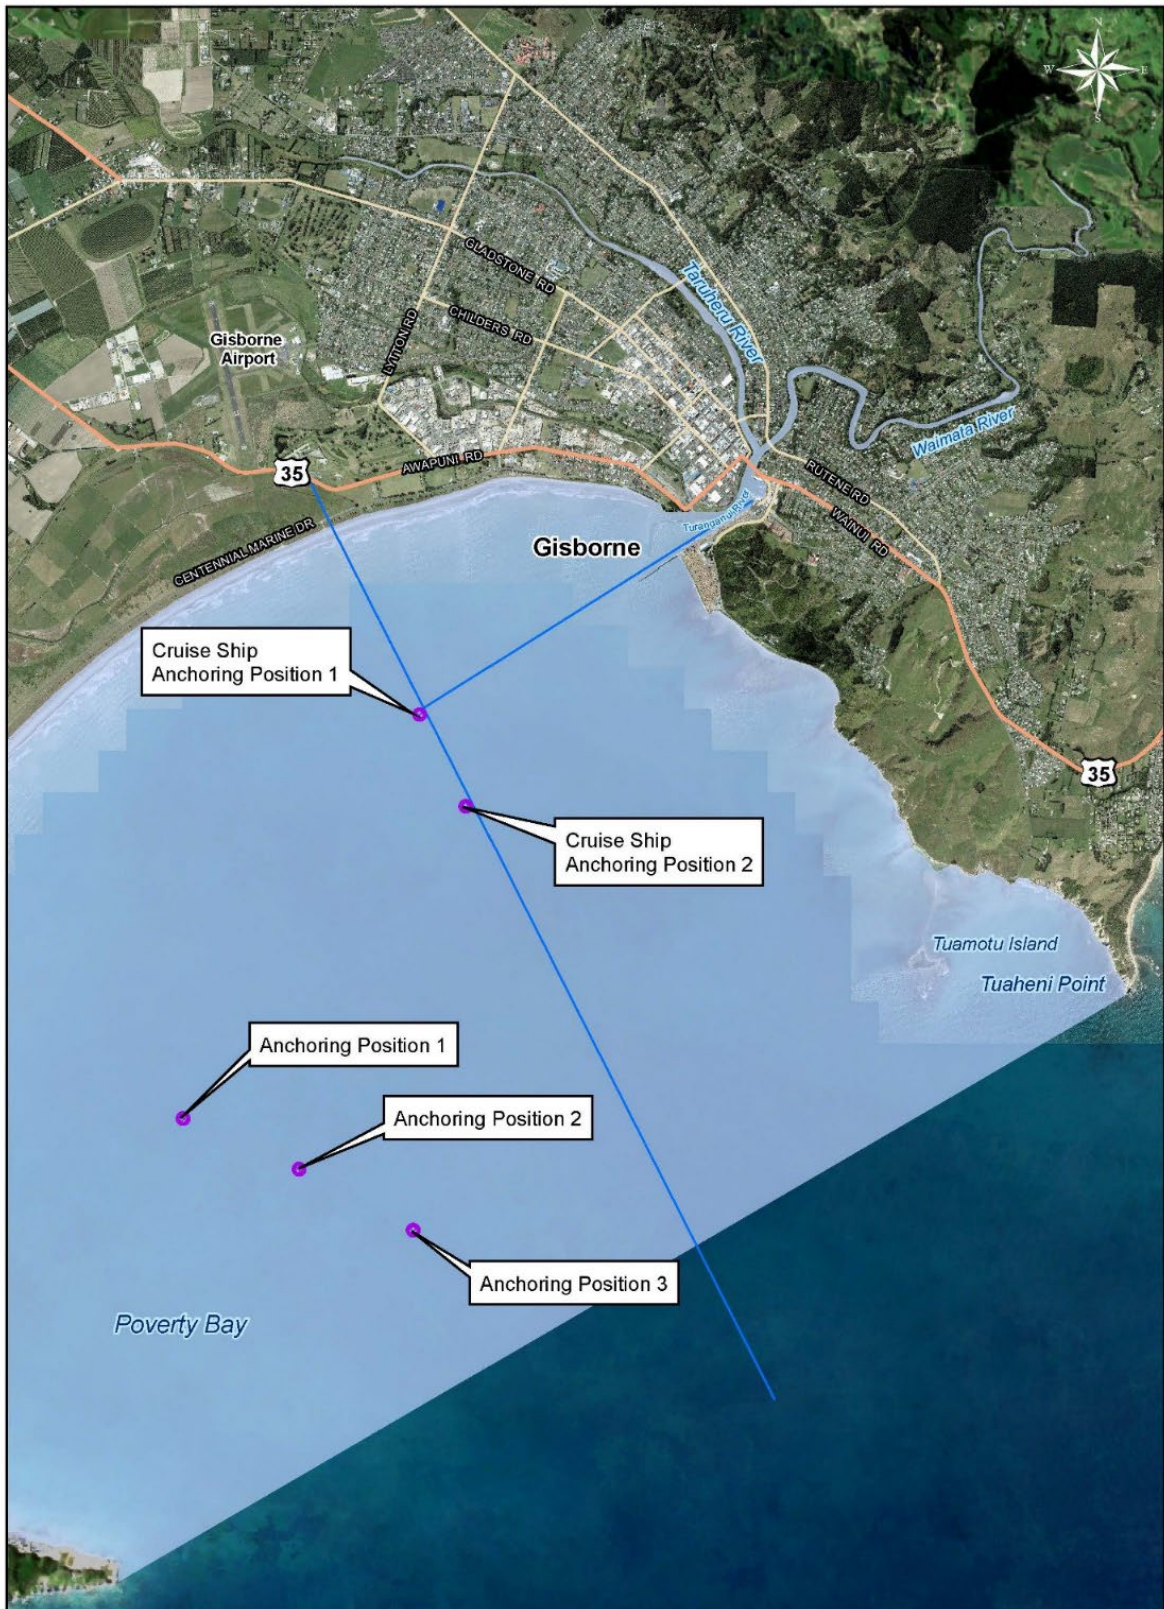 N
W E
S
Taruheru River
GLADSTONE RD
CHILDERS RD
LYTTON RD
Gisborne
Airport
Waimata River
35
AWAPUNI RD
RUTENE RD
WAINUI RD
Turanganui River
CENTENNIAL MARINE DR
Gisborne
Cruise Ship
Anchoring Position 1
35
Cruise Ship
Anchoring Position 2
Tuamotu Island
Tuaheni Point
Anchoring Position 1
Anchoring Position 2
Anchoring Position 3
Poverty Bay